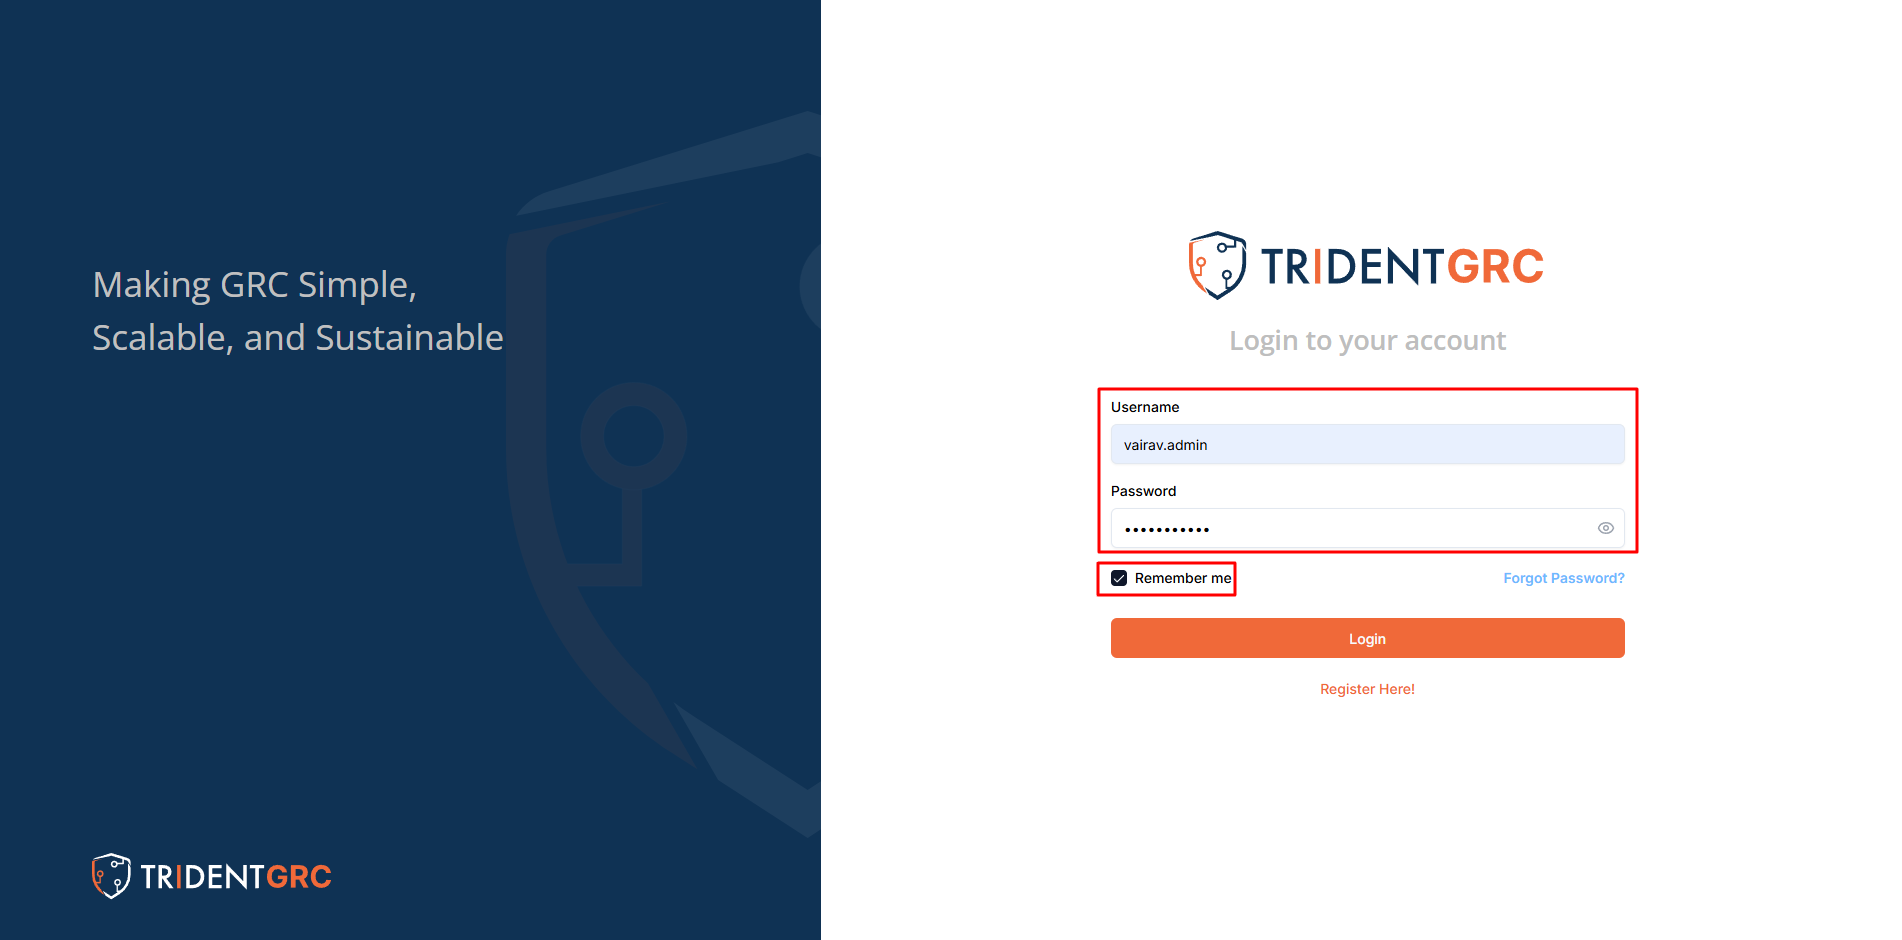 Making GRC Simple,
Scalable, and Sustainable
TRIDENTGRC
TRIDENTGRC
Login to your account
Username
vairav.admin
Password
•••••••••••
Remember me
Forgot Password?
Login
Register Here!